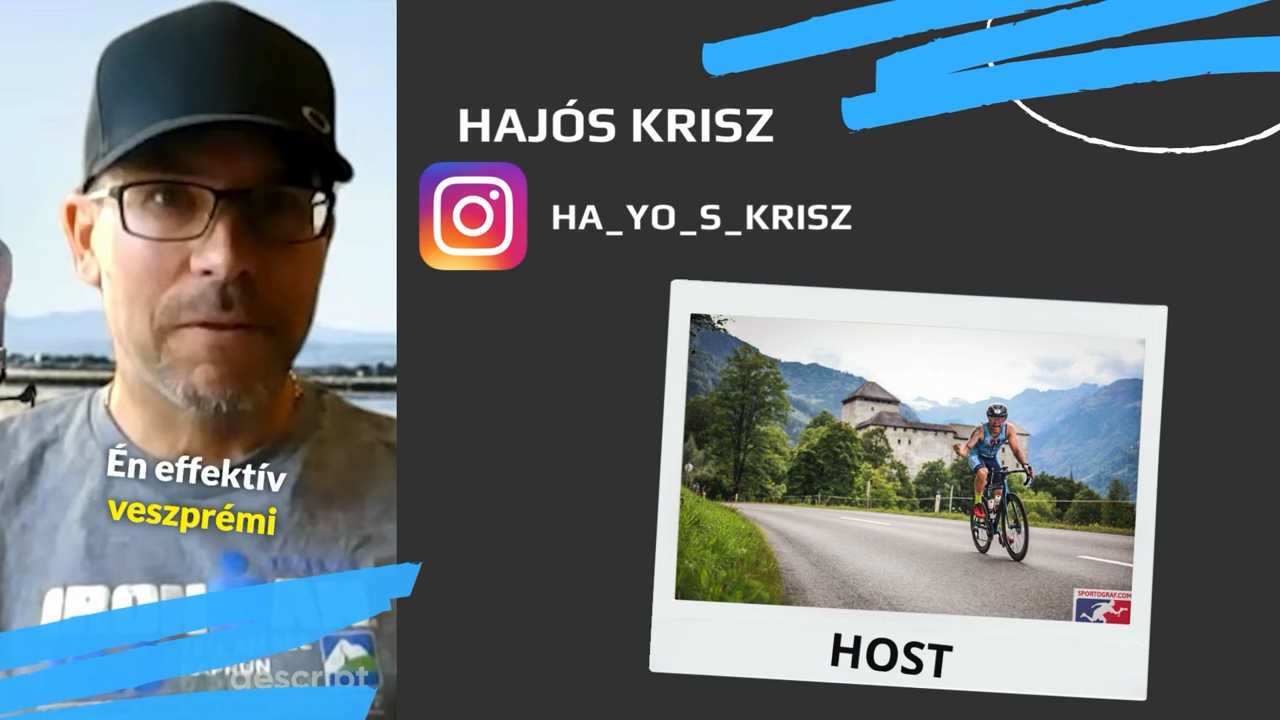 HAJÓS KRISZ
HA_YO_S_KRISZ
Én effektív
veszprémi
descript
SPORTOGRAF.COM
HOST